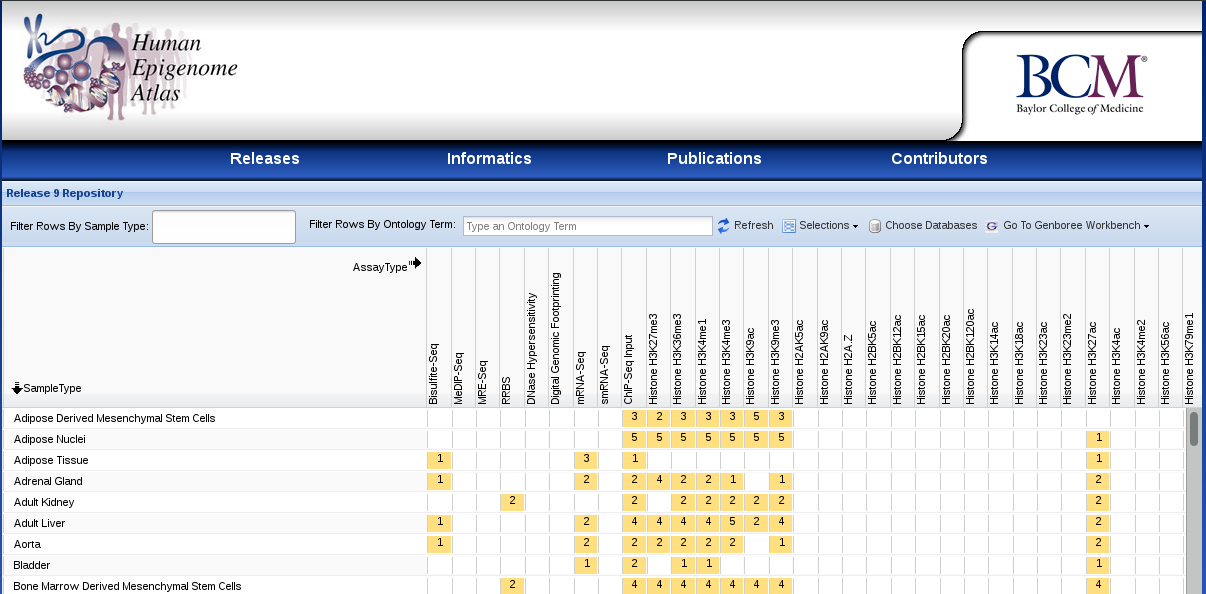 Human
Epigenome
Atlas
BCM®
Baylor College of Medicine
Releases Informatics Publications Contributors
Release 9 Repository
Filter Rows By Sample Type: Filter Rows By Ontology Term: Type an Ontology Term Refresh Selections Choose Databases G Go To Genboree Workbench
AssayType
SampleType
Bisulfite-Seq
MeDIP-Seq
MRE-Seq
RRBS
DNase Hypersensitivity
Digital Genomic Footprinting
mRNA-Seq
smRNA-Seq
ChIP-Seq Input
Histone H3K27me3
Histone H3K36me3
Histone H3K4me1
Histone H3K4me3
Histone H3K9ac
Histone H3K9me3
Histone H2AK5ac
Histone H2AK9ac
Histone H2A.Z
Histone H2BK5ac
Histone H2BK12ac
Histone H2BK15ac
Histone H2BK20ac
Histone H2BK120ac
Histone H3K14ac
Histone H3K18ac
Histone H3K23ac
Histone H3K23me2
Histone H3K27ac
Histone H3K4ac
Histone H3K4me2
Histone H3K56ac
Histone H3K79me1
Adipose Derived Mesenchymal Stem Cells 3 2 3 3 3 5 3
Adipose Nuclei 5 5 5 5 5 5 5 1
Adipose Tissue 1 3 1 1
Adrenal Gland 1 2 2 4 2 2 1 1 2
Adult Kidney 2 2 2 2 2 2 2 2
Adult Liver 1 2 4 4 4 4 5 2 4 2
Aorta 1 2 2 2 2 2 2 1 2
Bladder 1 2 1 1 1
Bone Marrow Derived Mesenchymal Stem Cells 2 4 4 4 4 4 4 4 4